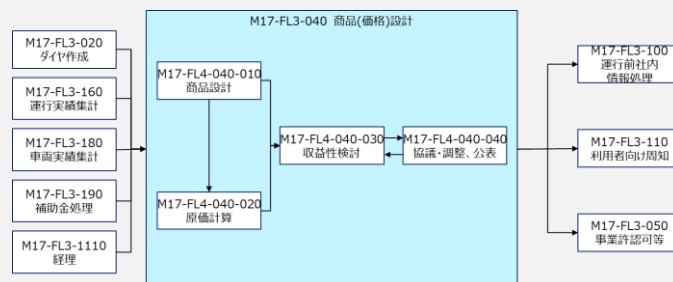 M17-FL3-040 商品(価格)設計
M17-FL3-020
ダイヤ作成
M17-FL3-160
運行実績集計
M17-FL3-180
車両実績集計
M17-FL3-190
補助金処理
M17-FL3-1110
経理
M17-FL4-040-010
商品設計
M17-FL4-040-020
原価計算
M17-FL4-040-030
収益性検討
M17-FL4-040-040
協議・調整、公表
M17-FL3-100
運行前社内
情報処理
M17-FL3-110
利用者向け周知
M17-FL3-050
事業許認可等